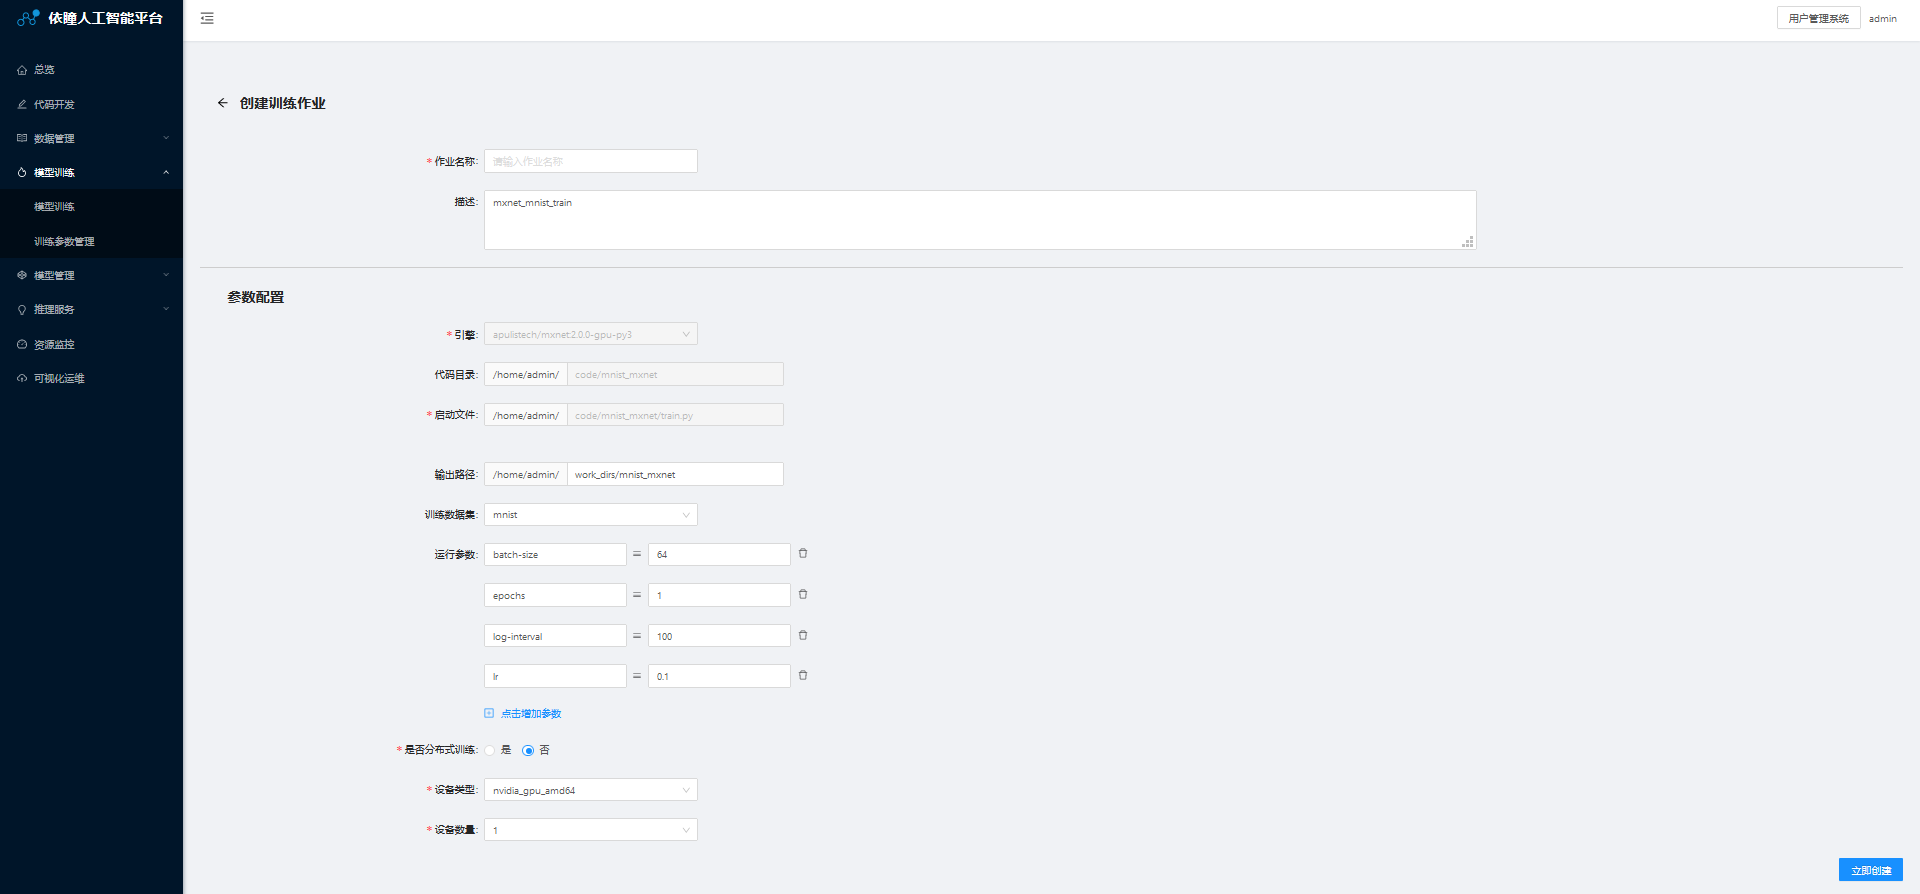 依瞳人工智能平台
用户管理系统 admin
总览
代码开发
数据管理
模型训练
模型训练
训练参数管理
模型管理
推理服务
资源监控
可视化运维
创建训练作业
* 作业名称: 请输入作业名称
描述: mxnet_mnist_train
参数配置
* 引擎: apulistech/mxnet:2.0.0-gpu-py3
代码目录: /home/admin/ code/mnist_mxnet
* 启动文件: /home/admin/ code/mnist_mxnet/train.py
输出路径: /home/admin/ work_dirs/mnist_mxnet
训练数据集: mnist
运行参数: batch-size = 64
epochs = 1
log-interval = 100
lr = 0.1
点击增加参数
* 是否分布式训练: 是 否
* 设备类型: nvidia_gpu_amd64
* 设备数量: 1
立即创建